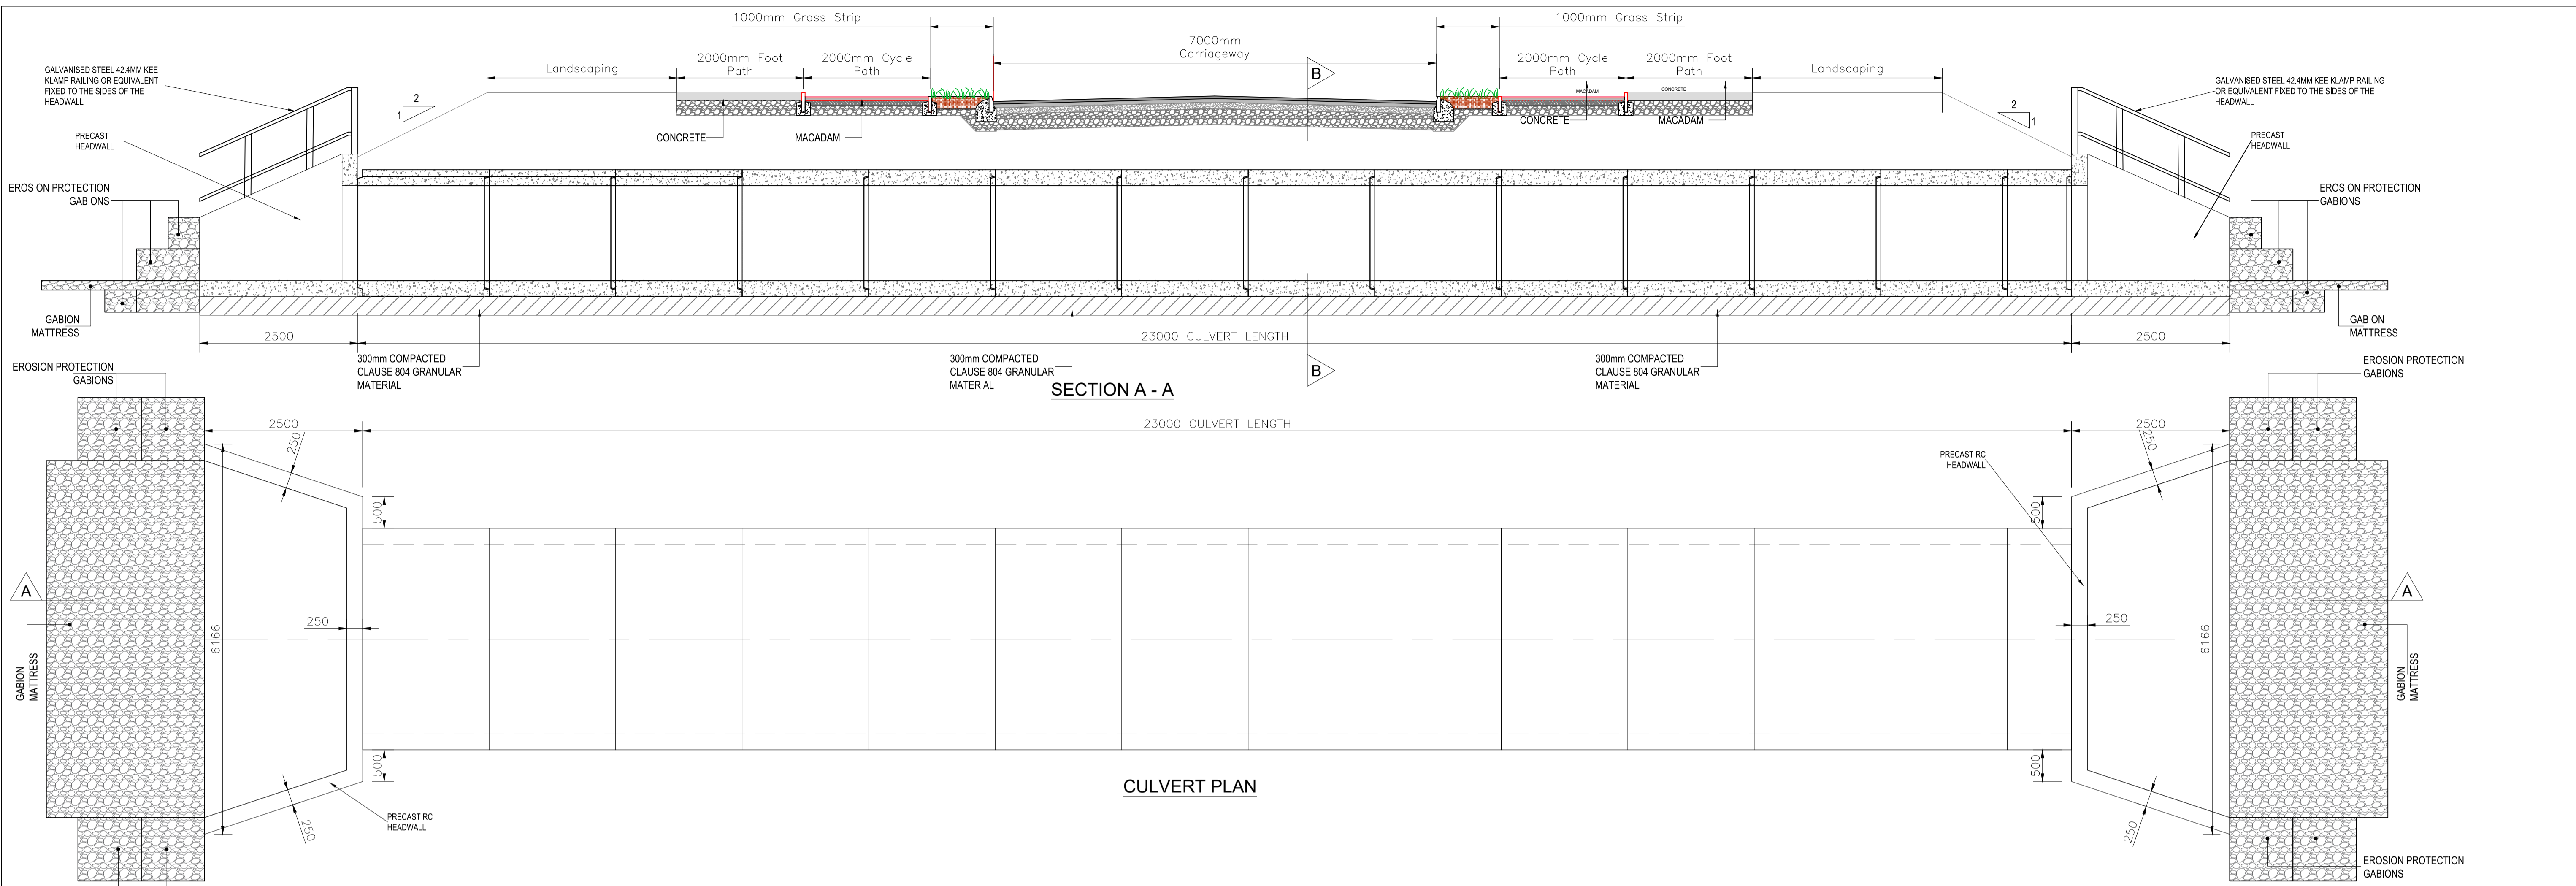 1000mm Grass Strip
1000mm Grass Strip
7000mm
Carriageway
2000mm Foot
Path
2000mm Cycle
Path
Landscaping
2000mm Cycle
Path
2000mm Foot
Path
Landscaping
B
GALVANISED STEEL 42.4MM KEE
KLAMP RAILING OR EQUIVALENT
FIXED TO THE SIDES OF THE
HEADWALL
GALVANISED STEEL 42.4MM KEE KLAMP RAILING
OR EQUIVALENT FIXED TO THE SIDES OF THE
HEADWALL
2
1
2
1
MACADAM
CONCRETE
PRECAST
HEADWALL
CONCRETE
MACADAM
CONCRETE
MACADAM
PRECAST
HEADWALL
EROSION PROTECTION
GABIONS
EROSION PROTECTION
GABIONS
GABION
MATTRESS
GABION
MATTRESS
2500
23000 CULVERT LENGTH
2500
300mm COMPACTED
CLAUSE 804 GRANULAR
MATERIAL
300mm COMPACTED
CLAUSE 804 GRANULAR
MATERIAL
300mm COMPACTED
CLAUSE 804 GRANULAR
MATERIAL
B
SECTION A - A
EROSION PROTECTION
GABIONS
EROSION PROTECTION
GABIONS
2500
23000 CULVERT LENGTH
2500
250
250
PRECAST RC
HEADWALL
500
500
A
A
250
250
6166
6166
GABION
MATTRESS
GABION
MATTRESS
500
500
CULVERT PLAN
250
250
PRECAST RC
HEADWALL
EROSION PROTECTION
GABIONS